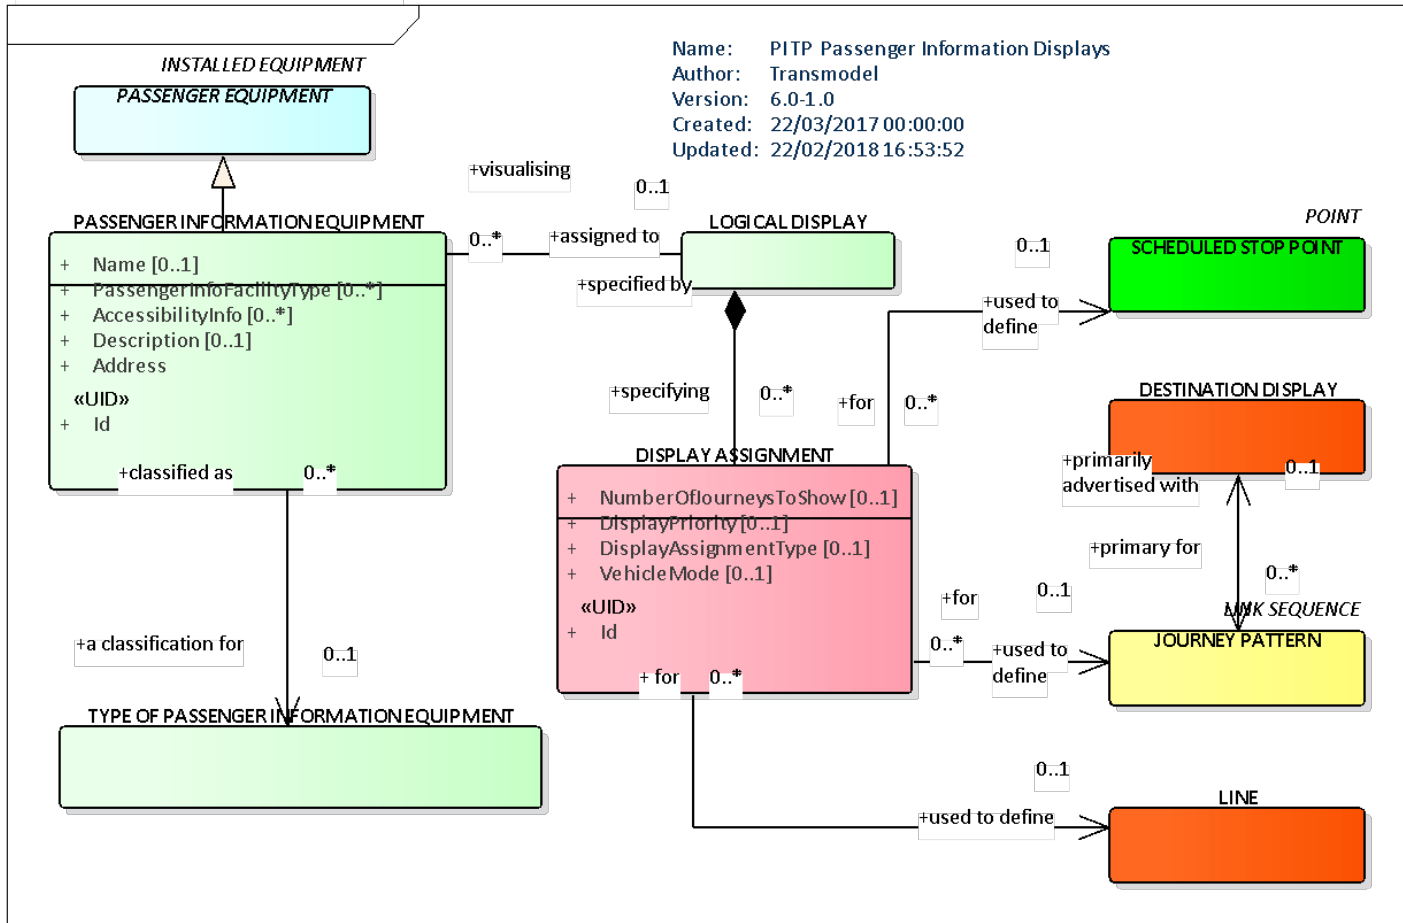 Name: PITP Passenger Information Displays
Author: Transmodel
Version: 6.0-1.0
Created: 22/03/2017 00:00:00
Updated: 22/02/2018 16:53:52
INSTALLED EQUIPMENT
PASSENGER EQUIPMENT
+visualising
0..1
PASSENGER INFORMATION EQUIPMENT
+ Name [0..1]
+ PassengerInfoFacilityType [0..*]
+ AccessibilityInfo [0..*]
+ Description [0..1]
+ Address
«UID»
+ Id
+classified as
0..*
0..*
+assigned to
LOGICAL DISPLAY
+specified by
+specifying
0..*
POINT
SCHEDULED STOP POINT
0..1
+used to
define
+for
0..*
DESTINATION DISPLAY
+primarily
advertised with
0..1
+primary for
0..*
DISPLAY ASSIGNMENT
+ NumberOfJourneysToShow [0..1]
+ DisplayPriority [0..1]
+ DisplayAssignmentType [0..1]
+ VehicleMode [0..1]
«UID»
+ Id
+ for
0..*
+for
0..1
0..*
+used to
define
LINK SEQUENCE
JOURNEY PATTERN
+a classification for
0..1
TYPE OF PASSENGER INFORMATION EQUIPMENT
0..1
+used to define
LINE